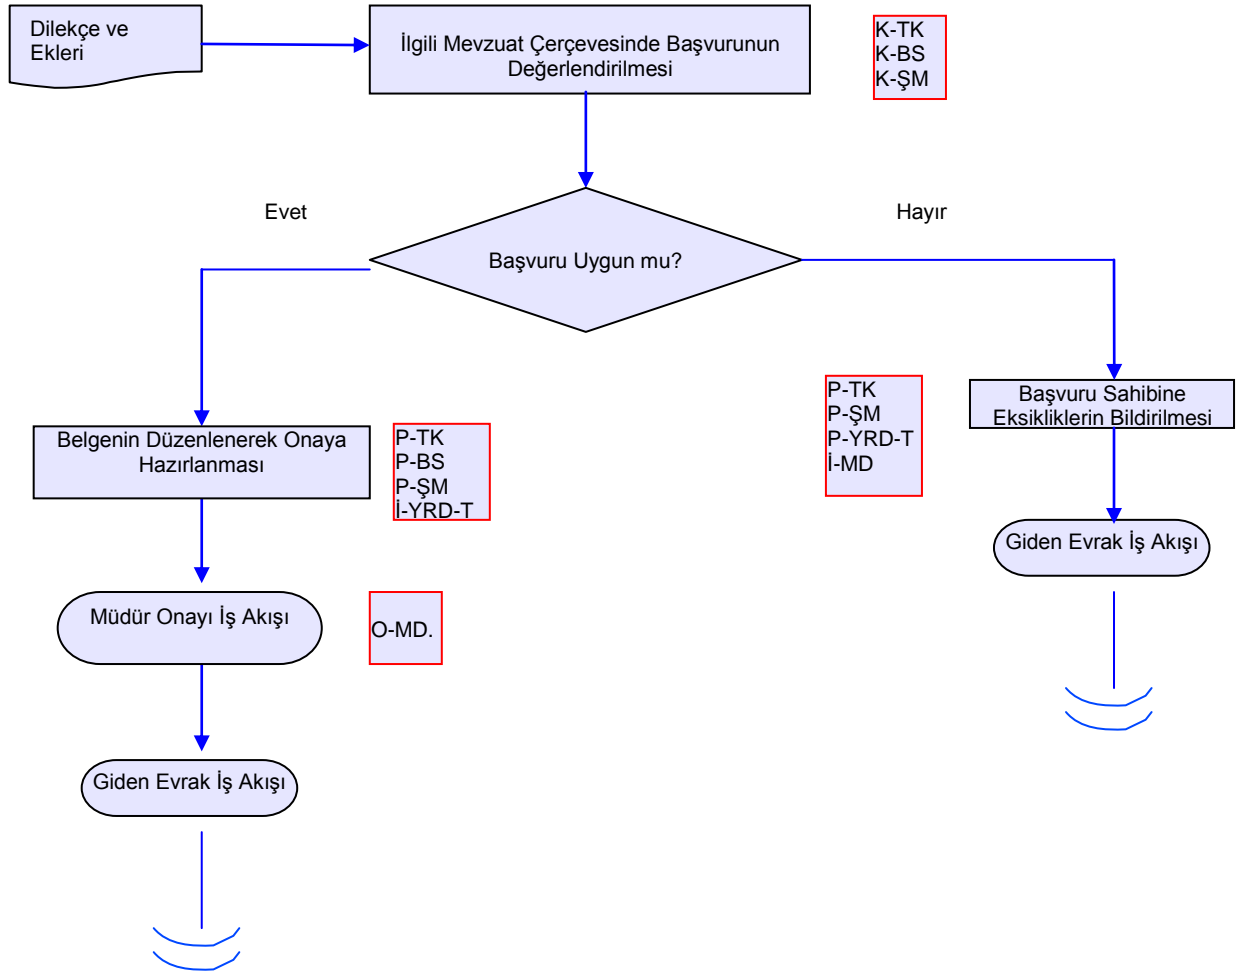 Dilekçe ve
Ekleri
İlgili Mevzuat Çerçevesinde Başvurunun
Değerlendirilmesi
K-TK
K-BS
K-ŞM
Evet
Hayır
Başvuru Uygun mu?
Belgenin Düzenlenerek Onaya
Hazırlanması
P-TK
P-BS
P-ŞM
İ-YRD-T
P-TK
P-ŞM
P-YRD-T
İ-MD
Başvuru Sahibine
Eksikliklerin Bildirilmesi
Giden Evrak İş Akışı
Müdür Onayı İş Akışı
O-MD.
Giden Evrak İş Akışı